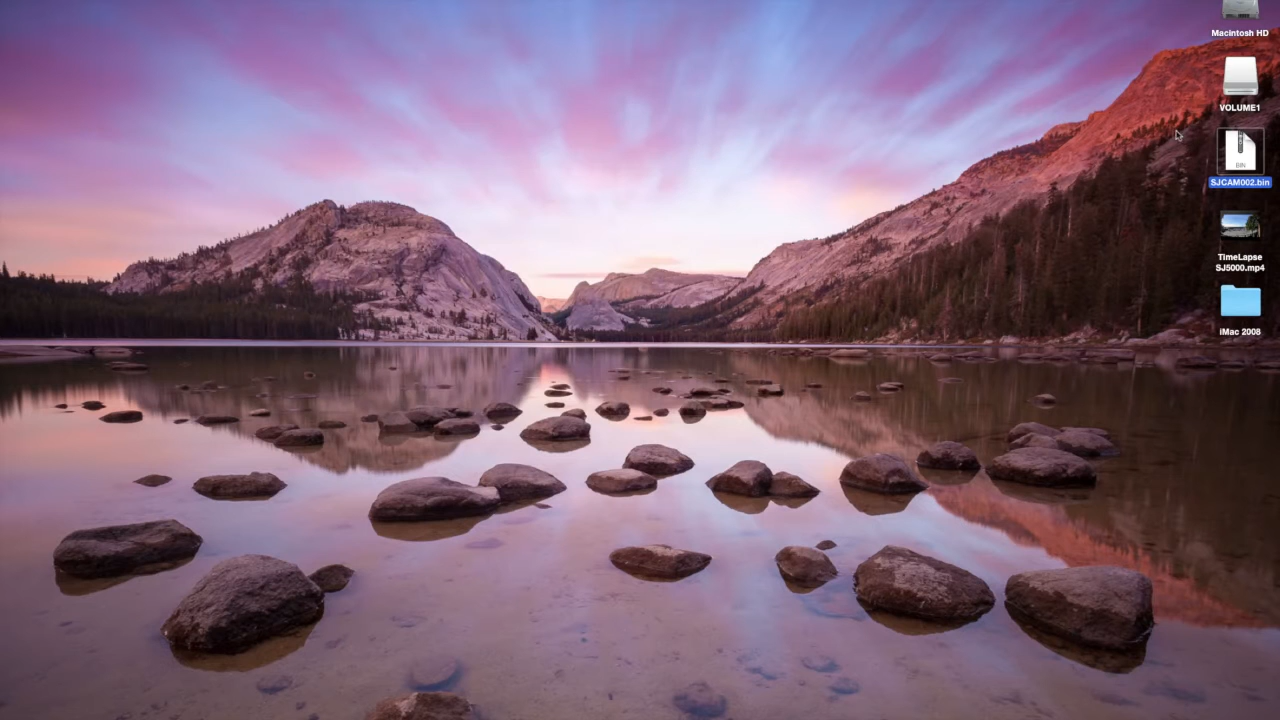 Macintosh HD
VOLUME1
BIN
SJCAM002.bin
TimeLapse
SJ5000.mp4
iMac 2008